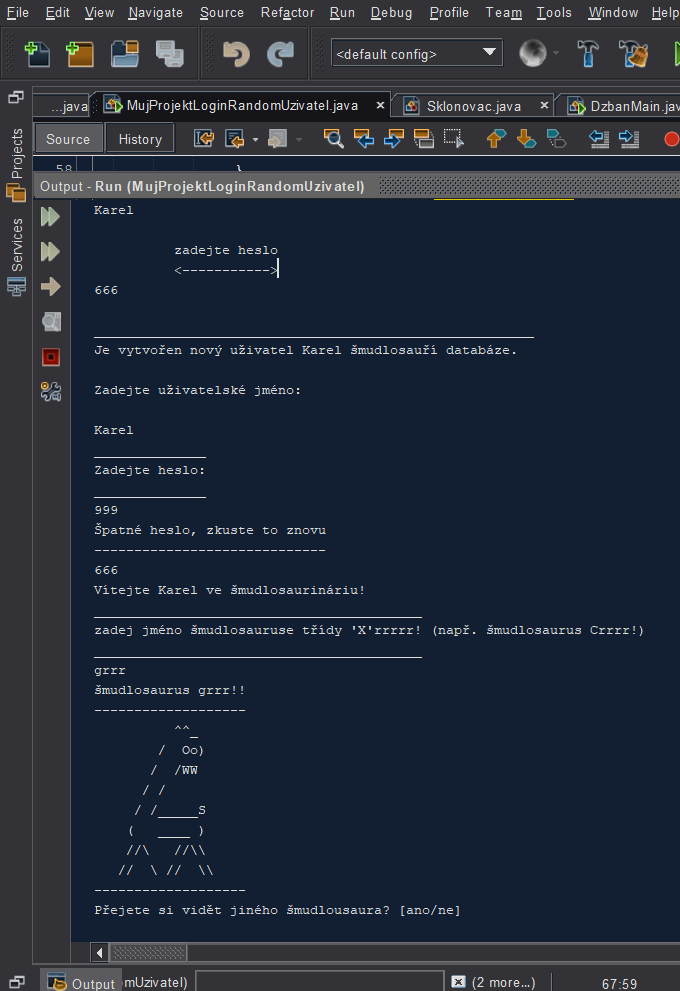 File Edit View Navigate Source Refactor Run Debug Profile Team Tools Window Help
<default config>
...java MujProjektLoginRandomUzivatel.java Sklonovac.java DzbanMain.java
Source History
58 }
Output - Run (MujProjektLoginRandomUzivatel)
Projects
Services
Karel
zadejte heslo
<----------->
666
_______________________________________________________
Je vytvořen nový uživatel Karel šmudlosauří databáze.
Zadejte uživatelské jméno:
Karel
______________
Zadejte heslo:
______________
999
Špatné heslo, zkuste to znovu
-----------------------------
666
Vítejte Karel ve šmudlosaurináriu!
_________________________________________
zadej jméno šmudlosauruse třídy 'X'rrrrr! (např. šmudlosaurus Crrrr!)
_________________________________________
grrr
šmudlosaurus grrr!!
-------------------
          ^^_
        /  Oo)
       /  /WW
      / /
     / /_____S
    (   ____ )
    //\   //\\
   //  \ //  \\
-------------------
Přejete si vidět jiného šmudlousaura? [ano/ne]
Output mUzivatel) (2 more...) 67:59